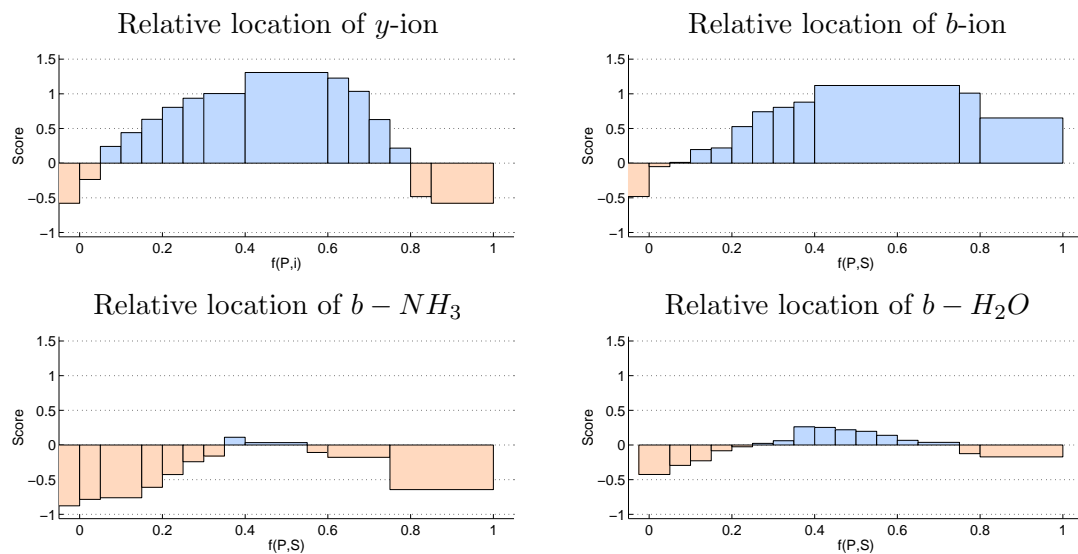 Relative location of y-ion
1.5
1
0.5
0
−0.5
−1
Score
0 0.2 0.4 0.6 0.8 1
f(P,i)
Relative location of b-ion
1.5
1
0.5
0
−0.5
−1
Score
0 0.2 0.4 0.6 0.8 1
f(P,S)
Relative location of b − NH₃
1.5
1
0.5
0
−0.5
−1
Score
0 0.2 0.4 0.6 0.8 1
f(P,S)
Relative location of b − H₂O
1.5
1
0.5
0
−0.5
−1
Score
0 0.2 0.4 0.6 0.8 1
f(P,S)